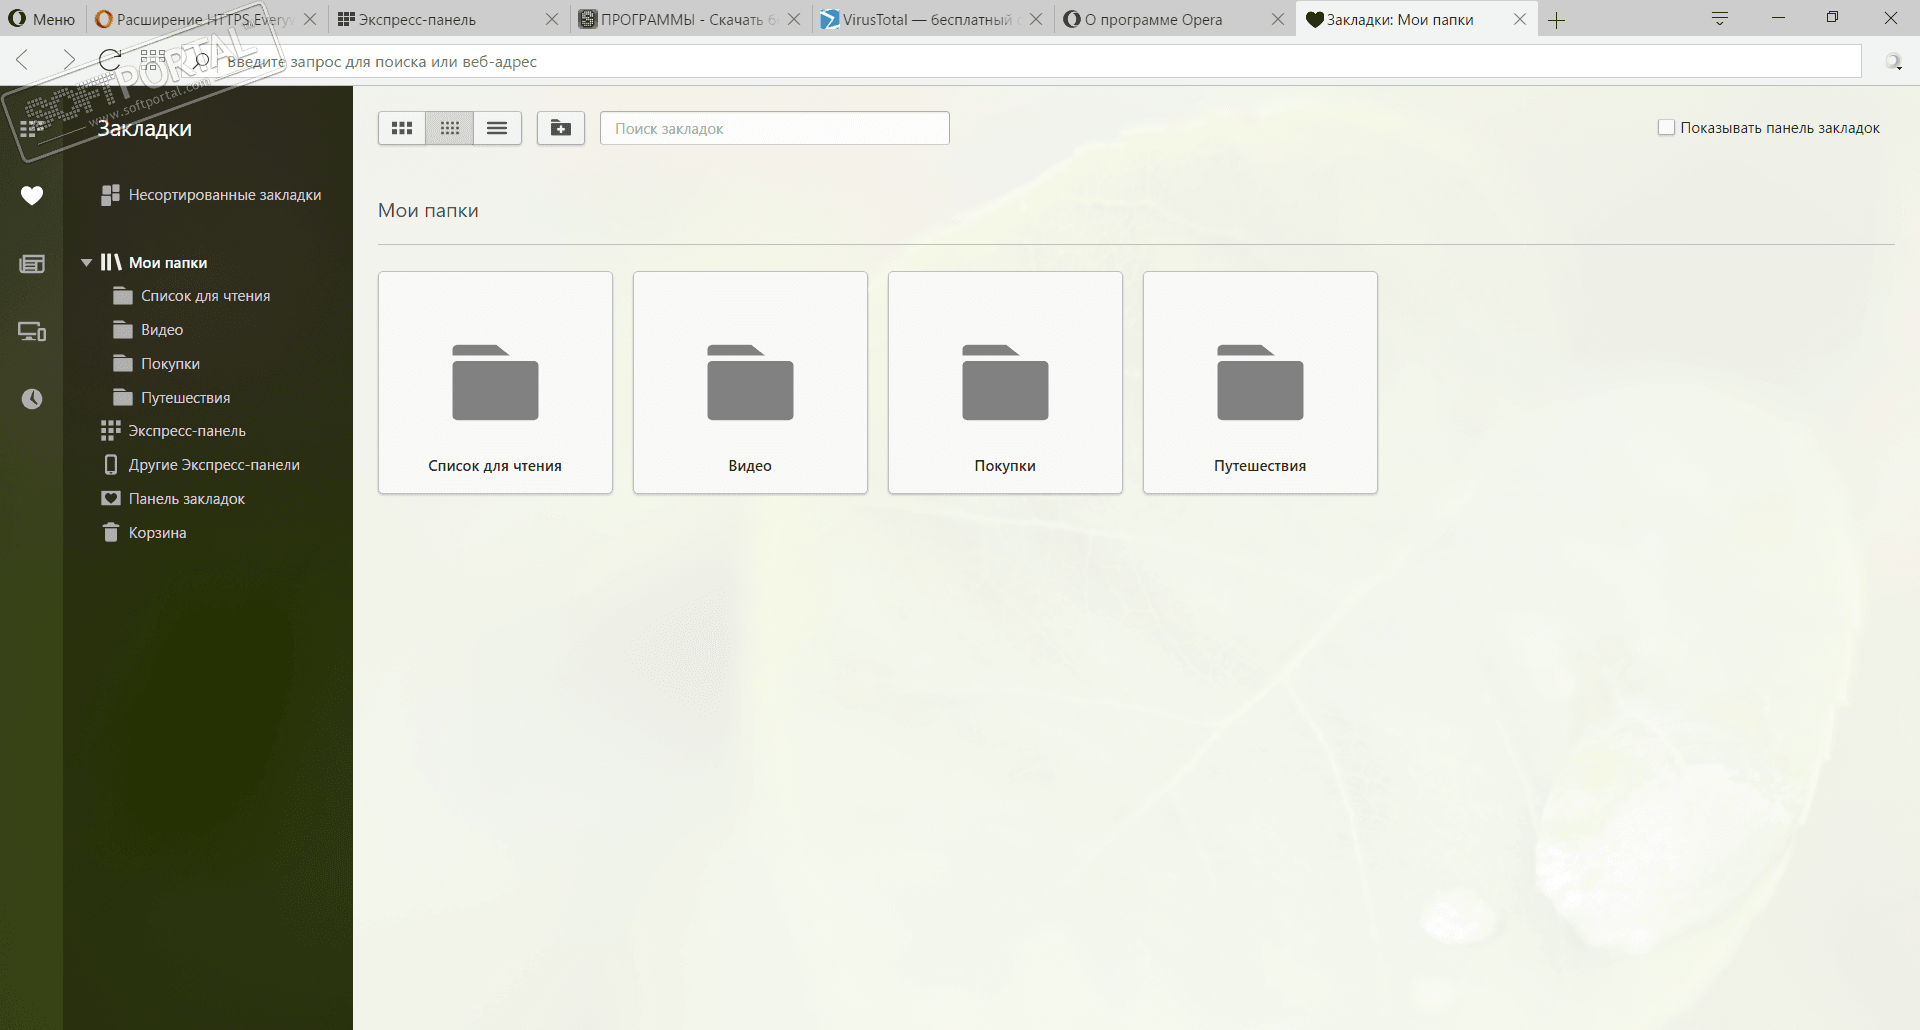 Меню
Расширение HTTPS Everyw
Экспресс-панель
ПРОГРАММЫ - Скачать б
VirusTotal — бесплатный о
О программе Opera
Закладки: Мои папки
Введите запрос для поиска или веб-адрес
SOFTPORTAL
www.softportal.com
Закладки
Поиск закладок
Показывать панель закладок
Несортированные закладки
Мои папки
Мои папки
Список для чтения
Видео
Покупки
Путешествия
Экспресс-панель
Другие Экспресс-панели
Панель закладок
Корзина
Список для чтения
Видео
Покупки
Путешествия